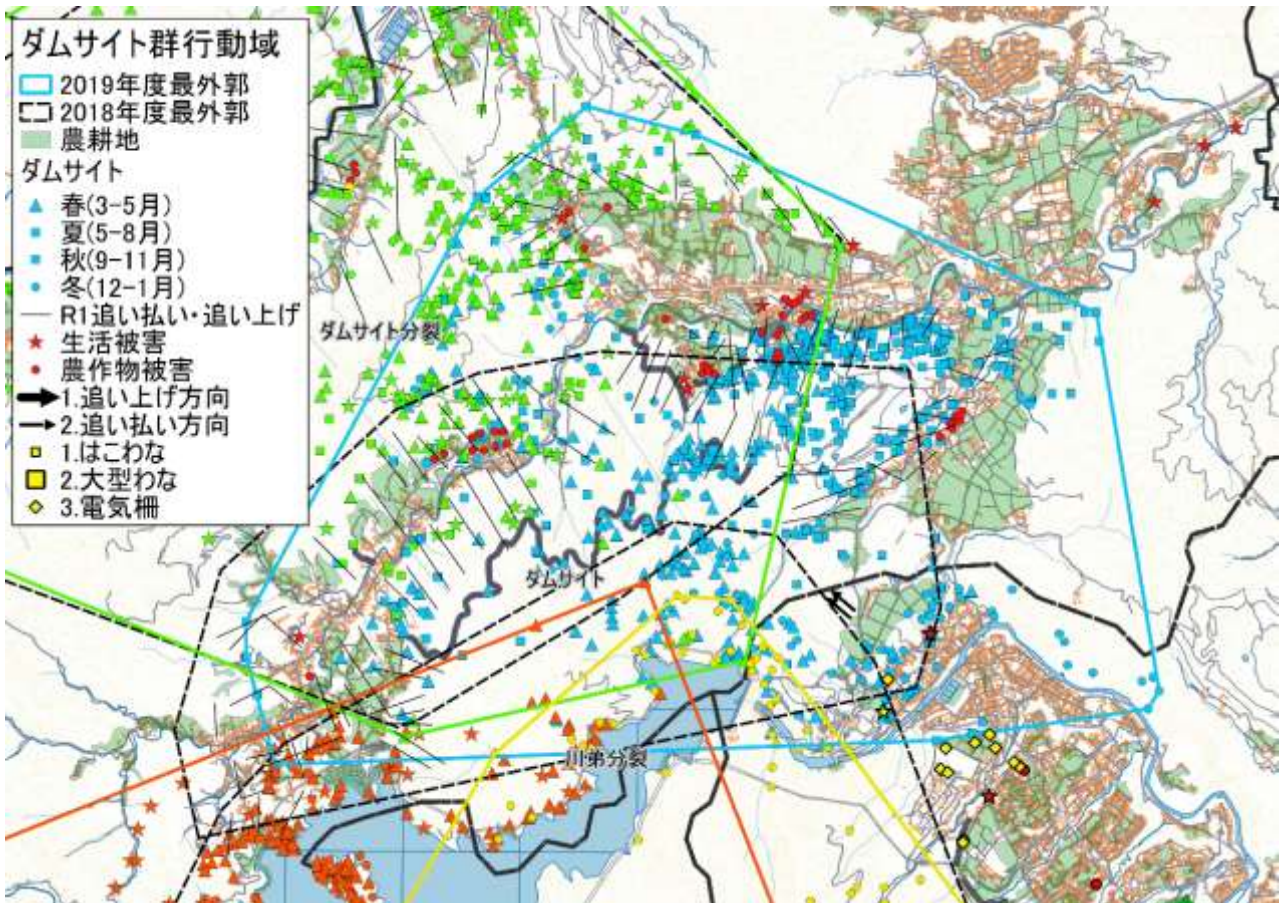 ダムサイト群行動域
2019年度最外郭
2018年度最外郭
農耕地
ダムサイト
春(3-5月)
夏(5-8月)
秋(9-11月)
冬(12-1月)
R1追い払い・追い上げ
生活被害
農作物被害
1.追い上げ方向
2.追い払い方向
1.はこわな
2.大型わな
3.電気柵
ダムサイト分裂
ダムサイト
川弟分裂